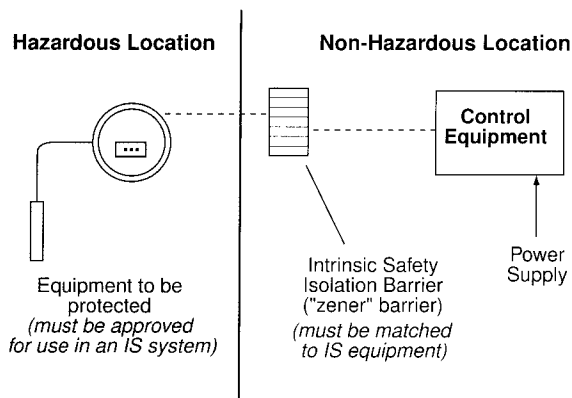 Hazardous Location
Non-Hazardous Location
Control
Equipment
Equipment to be
protected
(must be approved
for use in an IS system)
Intrinsic Safety
Isolation Barrier
("zener" barrier)
(must be matched
to IS equipment)
Power
Supply